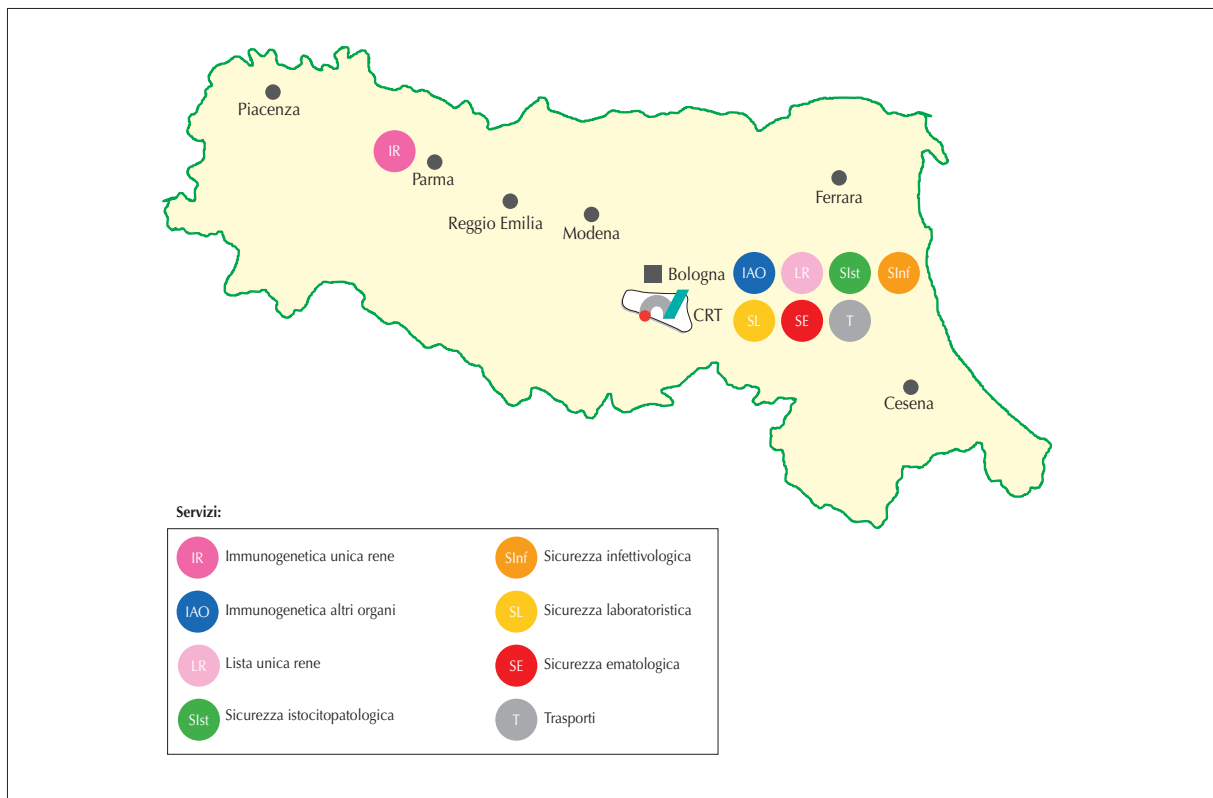 Piacenza
IR
Parma
Reggio Emilia
Modena
Ferrara
Bologna
IAO
LR
SIst
SInf
CRT
SL
SE
T
Cesena
Servizi:
IR Immunogenetica unica rene
IAO Immunogenetica altri organi
LR Lista unica rene
SIst Sicurezza istocitopatologica
SInf Sicurezza infettivologica
SL Sicurezza laboratoristica
SE Sicurezza ematologica
T Trasporti